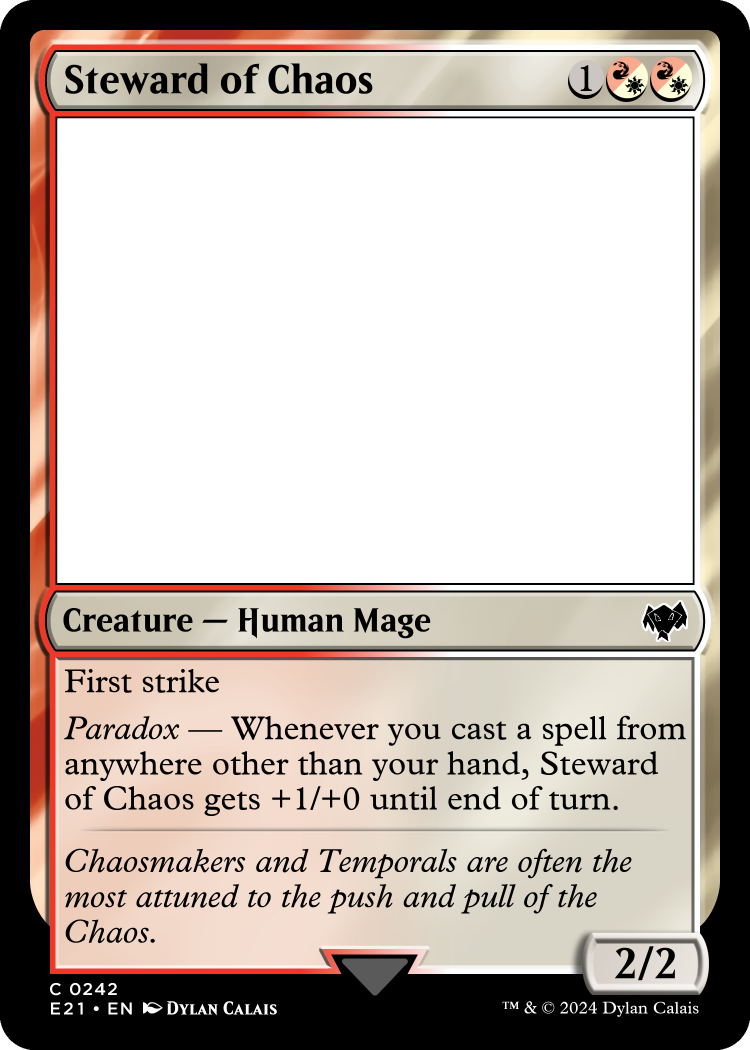 Steward of Chaos 1
Creature — Human Mage
First strike
Paradox — Whenever you cast a spell from
anywhere other than your hand, Steward
of Chaos gets +1/+0 until end of turn.
Chaosmakers and Temporals are often the
most attuned to the push and pull of the
Chaos.
2/2
C 0242
E21 • EN Dylan Calais
™ & © 2024 Dylan Calais